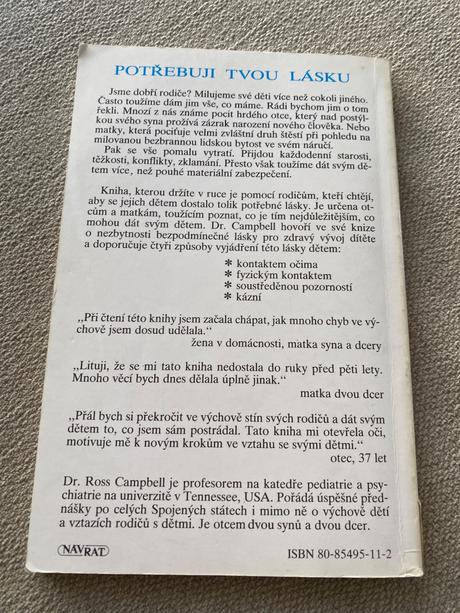 POTŘEBUJI TVOU LÁSKU
Jsme dobří rodiče? Milujeme své děti více než cokoli jiného.
Často toužíme dám jim vše, co máme. Rádi bychom jim o tom
řekli. Mnozí z nás známe pocit hrdého otce, který nad postýl-
kou svého syna prožívá zázrak narození nového člověka. Nebo
matky, která pociťuje velmi zvláštní druh štěstí při pohledu na
milovanou bezbrannou lidskou bytost ve svém náručí.
Pak se vše pomalu vytratí. Přijdou každodenní starosti,
těžkosti, konflikty, zklamání. Přesto však toužíme dát svým dě-
tem více, než pouhé materiální zabezpečení.
Kniha, kterou držíte v ruce je pomocí rodičům, kteří chtějí,
aby se jejich dětem dostalo tolik potřebné lásky. Je určena ot-
cům a matkám, toužícím poznat, co je tím nejdůležitějším, co
mohou dát svým dětem. Dr. Campbell hovoří ve své knize
o nezbytnosti bezpodmínečné lásky pro zdravý vývoj dítěte
a doporučuje čtyři způsoby vyjádření této lásky dětem:
* kontaktem očima
* fyzickým kontaktem
* soustředěnou pozorností
* kázní
„Při čtení této knihy jsem začala chápat, jak mnoho chyb ve vý-
chově jsem dosud udělala.“
žena v domácnosti, matka syna a dcery
„Lituji, že se mi tato kniha nedostala do ruky před pěti lety.
Mnoho věcí bych dnes dělala úplně jinak.“
matka dvou dcer
„Přál bych si překročit ve výchově stín svých rodičů a dát svým
dětem to, co jsem sám postrádal. Tato kniha mi otevřela oči,
motivuje mě k novým krokům ve vztahu se svými dětmi.“
otec, 37 let
Dr. Ross Campbell je profesorem na katedře pediatrie a psy-
chiatrie na univerzitě v Tennessee, USA. Pořádá úspěšné před-
nášky po celých Spojených státech i mimo ně o výchově dětí
a vztazích rodičů s dětmi. Je otcem dvou synů a dvou dcer.
NÁVRAT
ISBN 80-85495-11-2